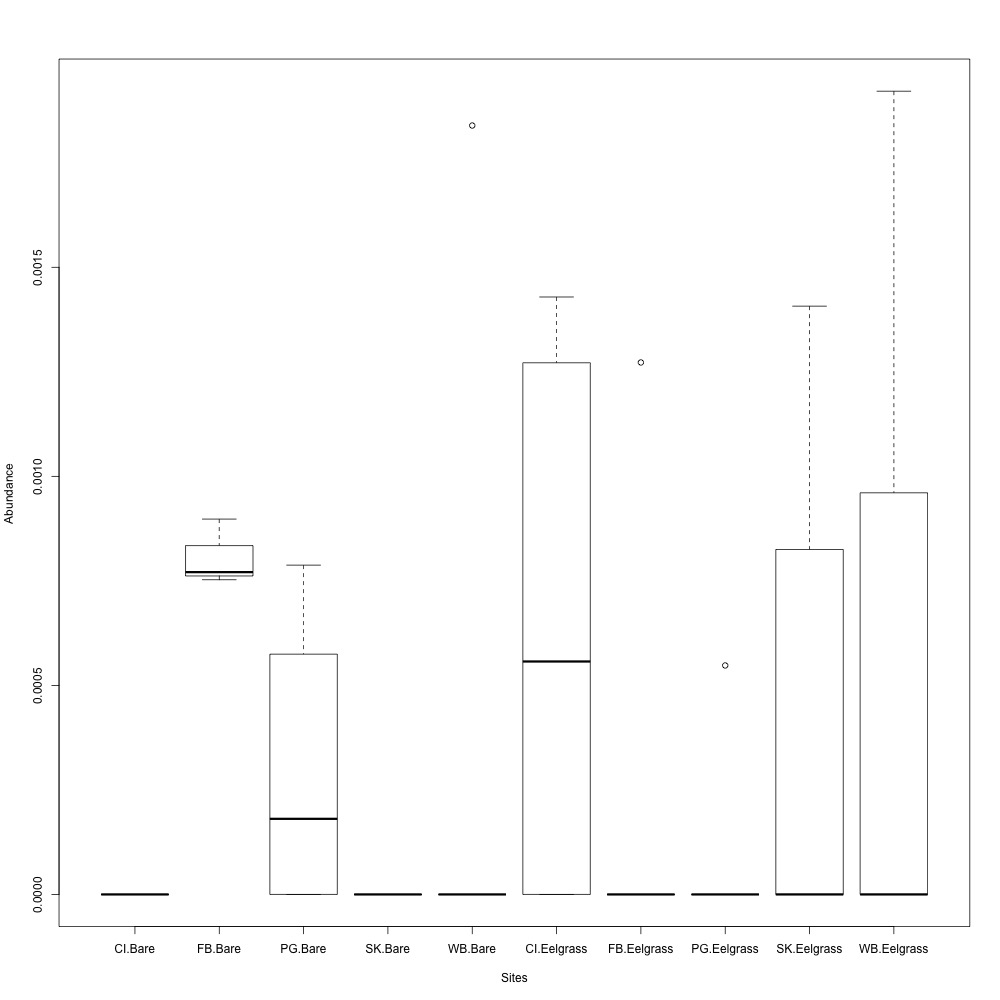 Abundance
0.0015
0.0010
0.0005
0.0000
CI.Bare FB.Bare PG.Bare SK.Bare WB.Bare CI.Eelgrass FB.Eelgrass PG.Eelgrass SK.Eelgrass WB.Eelgrass
Sites